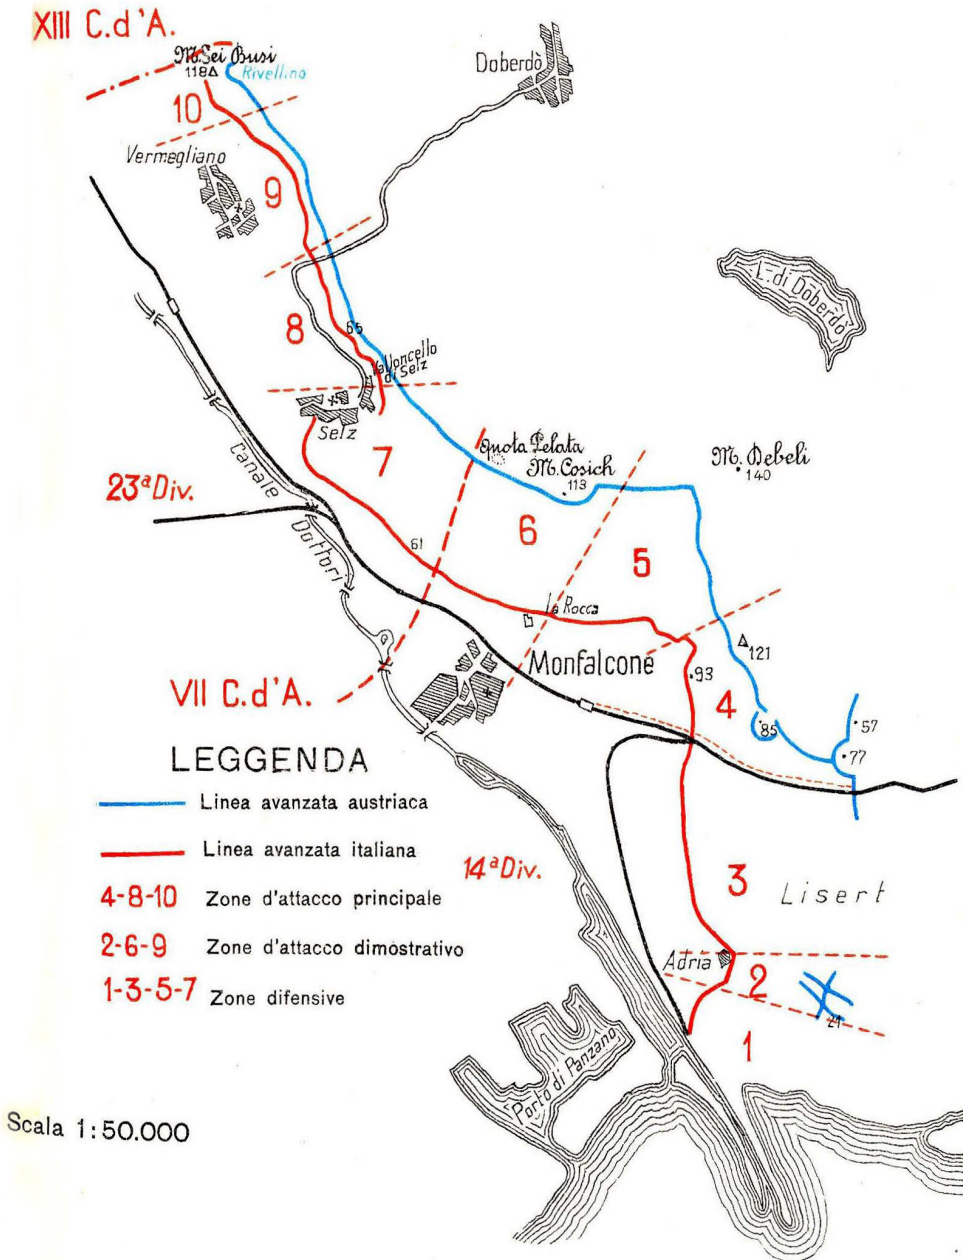 XIII C.d'A.
M. Sei Busi
118
Rivellino
Doberdò
10
Vermegliano
9
L. di Doberdò
8
65
Valloncello
di Selz
Selz
7
Quota Pelata
M. Cosich
113
M. Debeli
140
23ª Div.
Canale
Dottori
6
5
61
La Rocca
Monfalcone
121
93
4
VII C.d'A.
85
57
77
LEGGENDA
Linea avanzata austriaca
Linea avanzata italiana
4-8-10 Zone d'attacco principale
2-6-9 Zone d'attacco dimostrativo
1-3-5-7 Zone difensive
14ª Div.
3
Lisert
Adria
2
21
1
Porto di Panzano
Scala 1:50.000